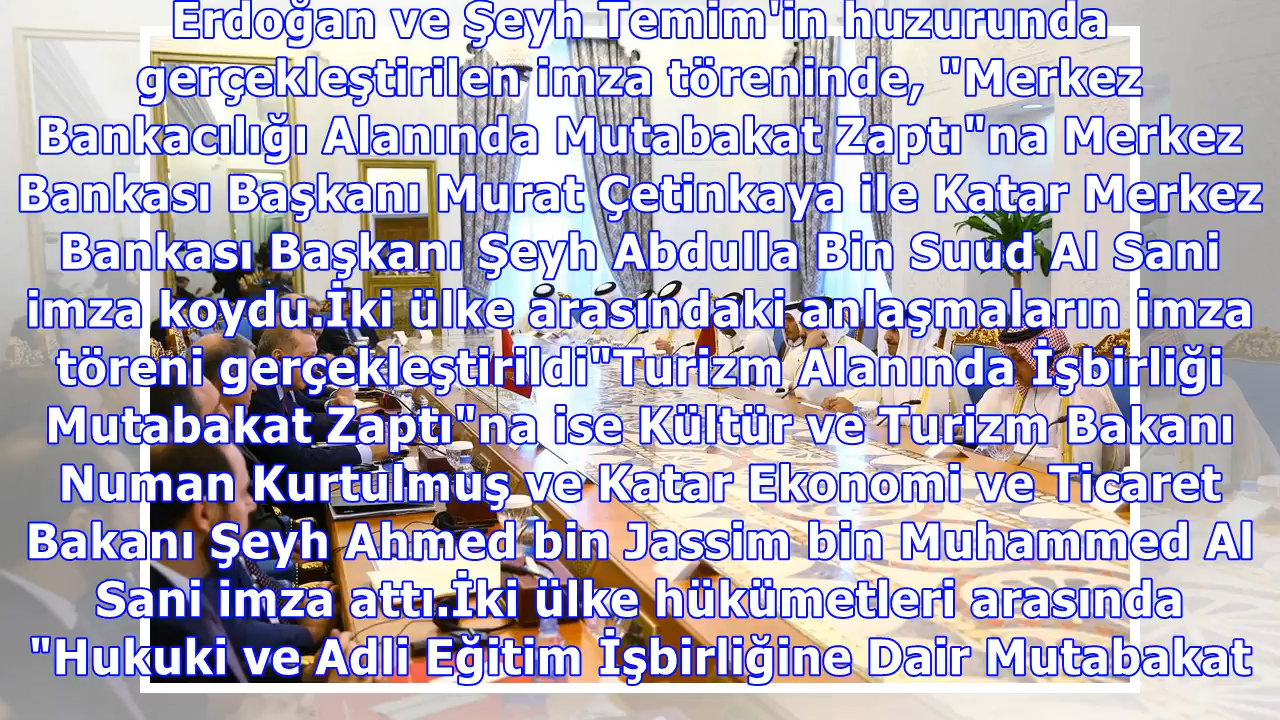 Erdoğan ve Şeyh Temim'in huzurunda
gerçekleştirilen imza töreninde, "Merkez
Bankacılığı Alanında Mutabakat Zaptı"na Merkez
Bankası Başkanı Murat Çetinkaya ile Katar Merkez
Bankası Başkanı Şeyh Abdulla Bin Suud Al Sani
imza koydu.İki ülke arasındaki anlaşmaların imza
töreni gerçekleştirildi"Turizm Alanında İşbirliği
Mutabakat Zaptı"na ise Kültür ve Turizm Bakanı
Numan Kurtulmuş ve Katar Ekonomi ve Ticaret
Bakanı Şeyh Ahmed bin Jassim bin Muhammed Al
Sani imza attı.İki ülke hükümetleri arasında
"Hukuki ve Adli Eğitim İşbirliğine Dair Mutabakat